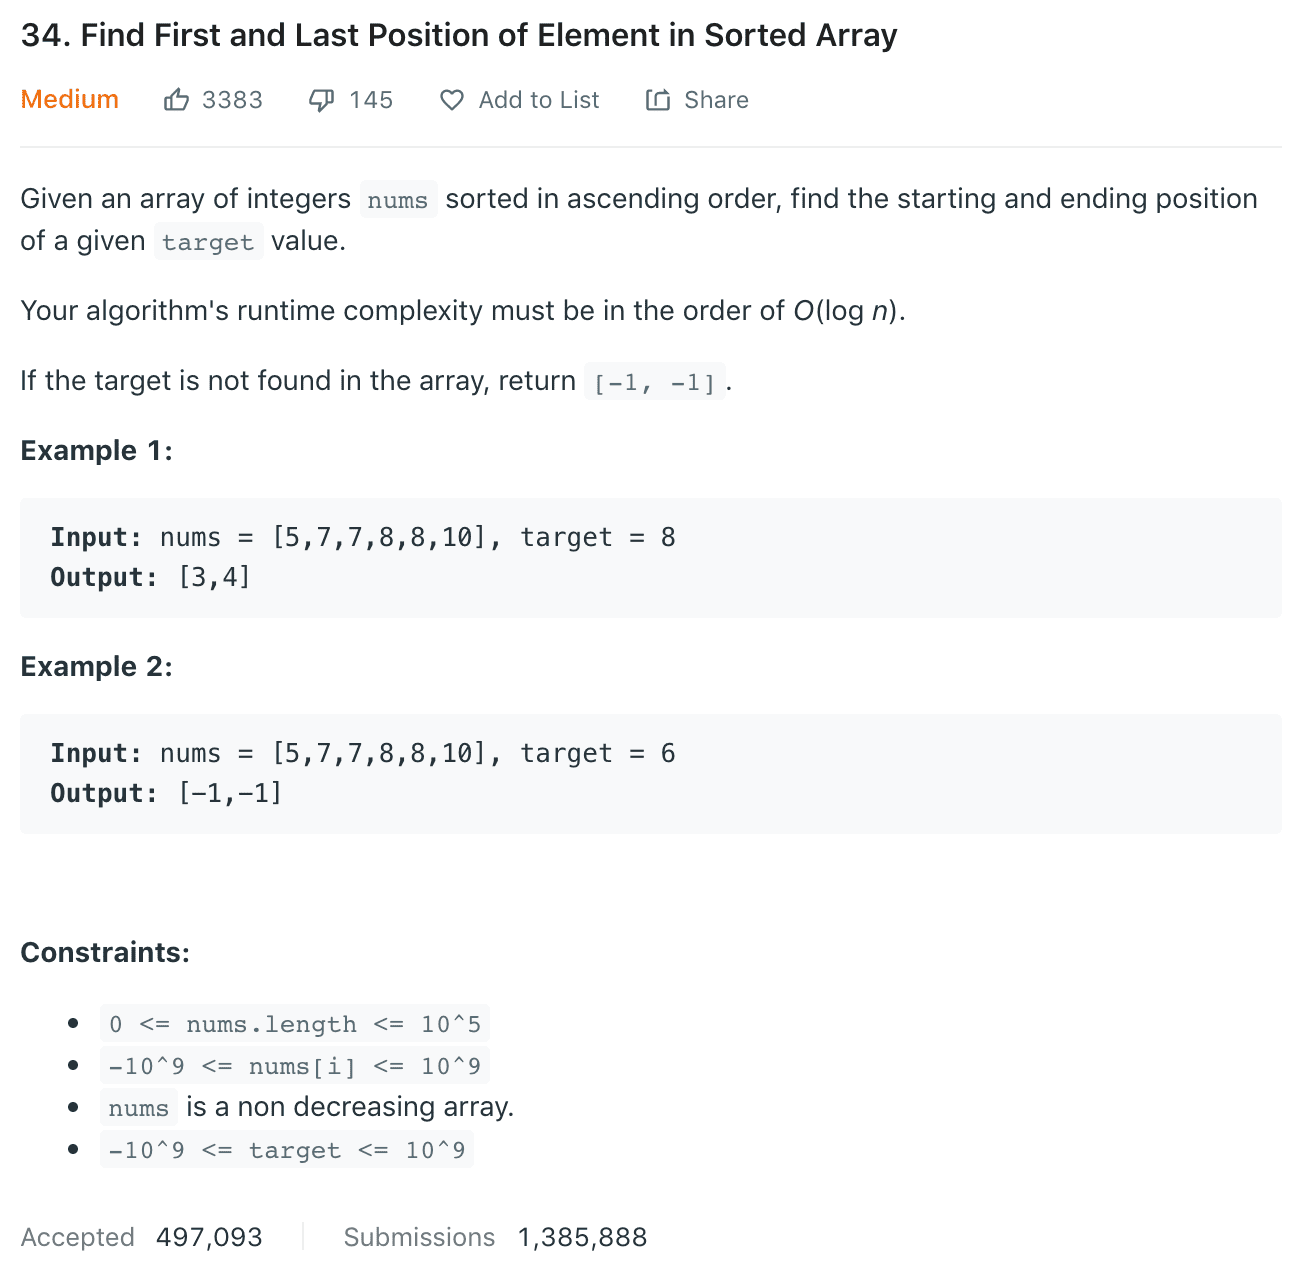 34. Find First and Last Position of Element in Sorted Array
Medium 3383 145 Add to List Share
Given an array of integers nums sorted in ascending order, find the starting and ending position
of a given target value.
Your algorithm's runtime complexity must be in the order of O(log n).
If the target is not found in the array, return [-1, -1].
Example 1:
Input: nums = [5,7,7,8,8,10], target = 8
Output: [3,4]
Example 2:
Input: nums = [5,7,7,8,8,10], target = 6
Output: [-1,-1]
Constraints:
• 0 <= nums.length <= 10^5
• -10^9 <= nums[i] <= 10^9
• nums is a non decreasing array.
• -10^9 <= target <= 10^9
Accepted 497,093 Submissions 1,385,888